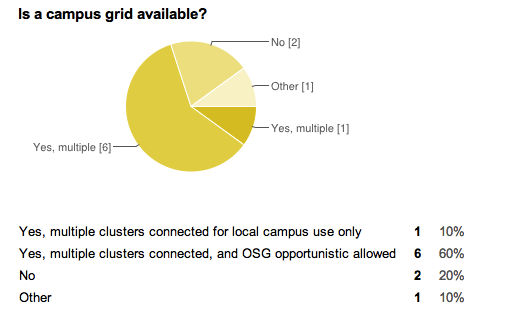 Is a campus grid available?
No [2]
Other [1]
Yes, multiple [1]
Yes, multiple [6]
Yes, multiple clusters connected for local campus use only 1 10%
Yes, multiple clusters connected, and OSG opportunistic allowed 6 60%
No 2 20%
Other 1 10%